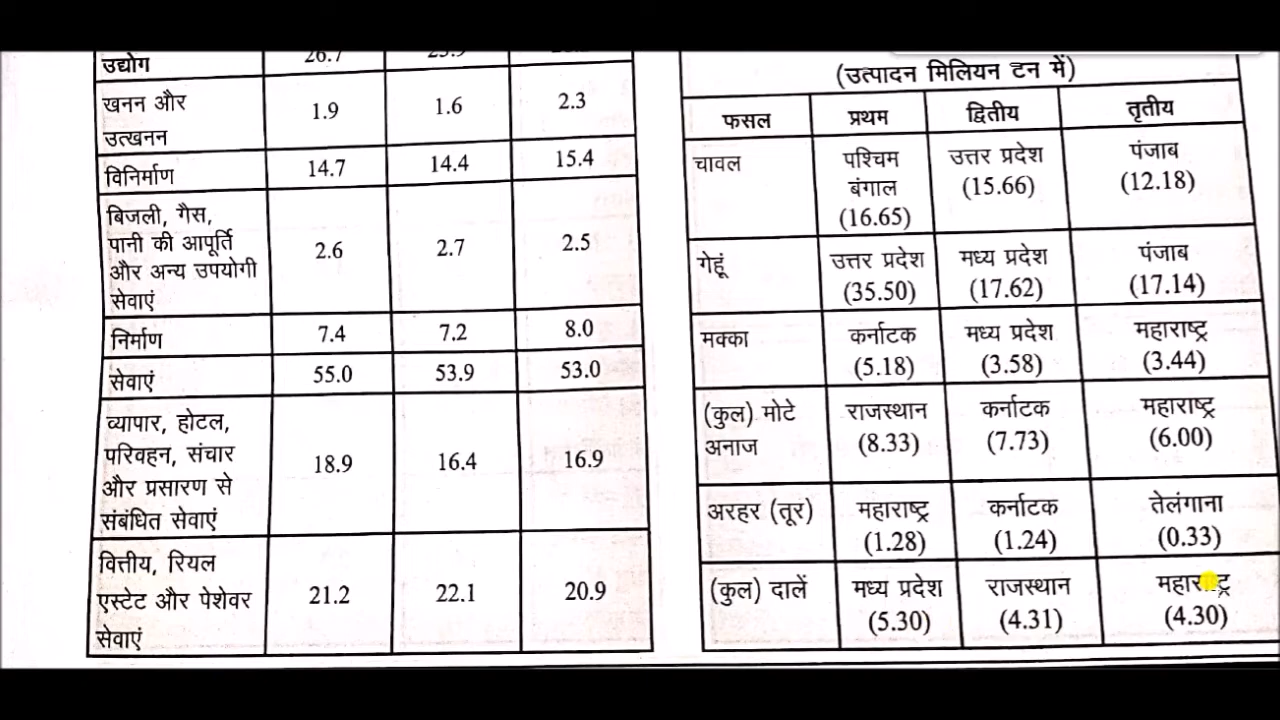 उद्योग 26.7
खनन और
उत्खनन 1.9 1.6 2.3
विनिर्माण 14.7 14.4 15.4
बिजली, गैस,
पानी की आपूर्ति
और अन्य उपयोगी
सेवाएं 2.6 2.7 2.5
निर्माण 7.4 7.2 8.0
सेवाएं 55.0 53.9 53.0
व्यापार, होटल,
परिवहन, संचार
और प्रसारण से
संबंधित सेवाएं 18.9 16.4 16.9
वित्तीय, रियल
एस्टेट और पेशेवर
सेवाएं 21.2 22.1 20.9
(उत्पादन मिलियन टन में)
फसल प्रथम द्वितीय तृतीय
चावल पश्चिम उत्तर प्रदेश पंजाब
बंगाल (15.66) (12.18)
(16.65)
गेहूं उत्तर प्रदेश मध्य प्रदेश पंजाब
(35.50) (17.62) (17.14)
मक्का कर्नाटक मध्य प्रदेश महाराष्ट्र
(5.18) (3.58) (3.44)
(कुल) मोटे राजस्थान कर्नाटक महाराष्ट्र
अनाज (8.33) (7.73) (6.00)
अरहर (तूर) महाराष्ट्र कर्नाटक तेलंगाना
(1.28) (1.24) (0.33)
(कुल) दालें मध्य प्रदेश राजस्थान महाराष्ट्र
(5.30) (4.31) (4.30)